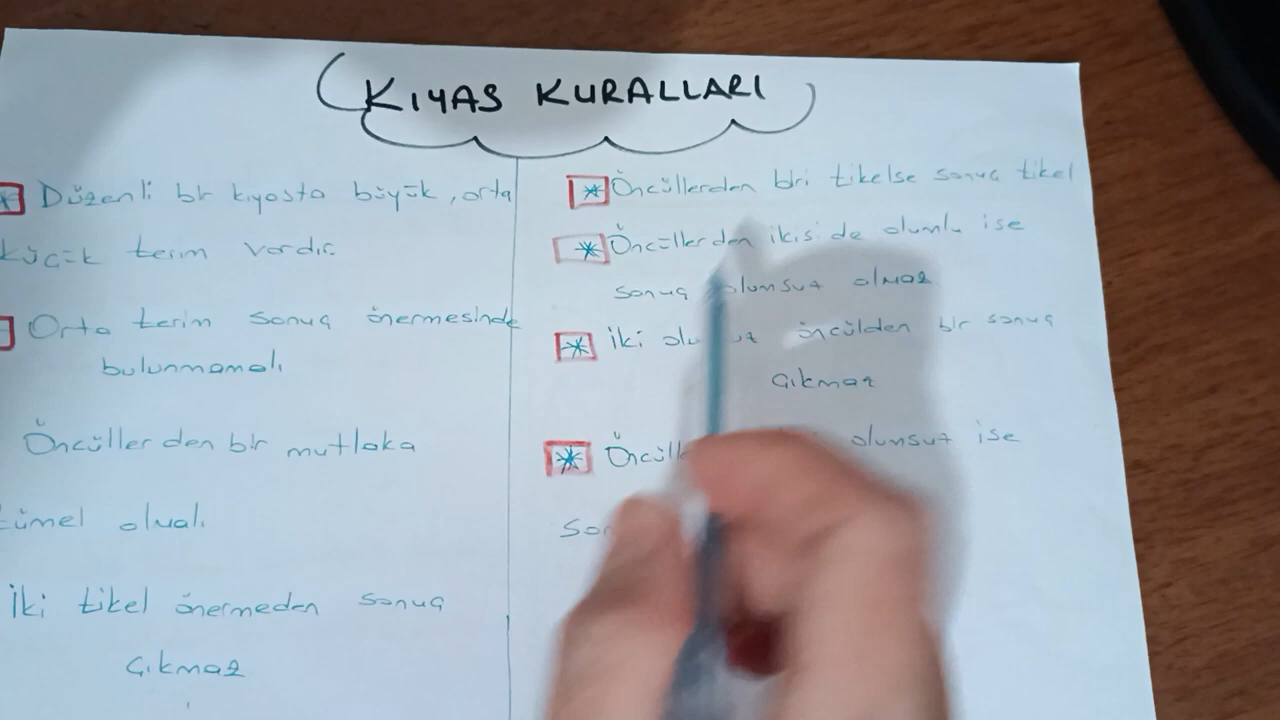 KIYAS KURALLARI
Düzenli bir kıyasta büyük, orta
küçük terim vardır.
Orta terim sonuç önermesinde
bulunmamalı
Öncüllerden bir mutlaka
tümel olmalı
İki tikel önermeden sonuç
çıkmaz
Öncüllerden biri tikelse sonuç tikel
Öncüllerden ikisi de olumlu ise
sonuç olumsuz olmaz
İki öncülden bir sonuç
çıkmaz
olumsuz ise